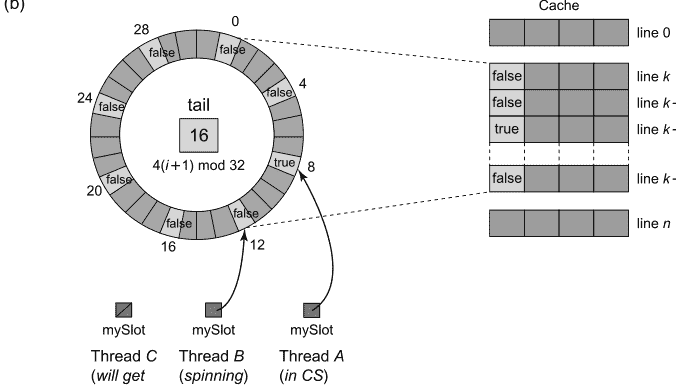 (b)
Cache
0
28
4
24
8
20
12
16
false
false
false
true
false
false
false
false
tail
16
4(i+1) mod 32
line 0
false
line k
false
line k-
true
line k-
false
line k-
line n
mySlot
mySlot
mySlot
Thread C
(will get
Thread B
(spinning)
Thread A
(in CS)